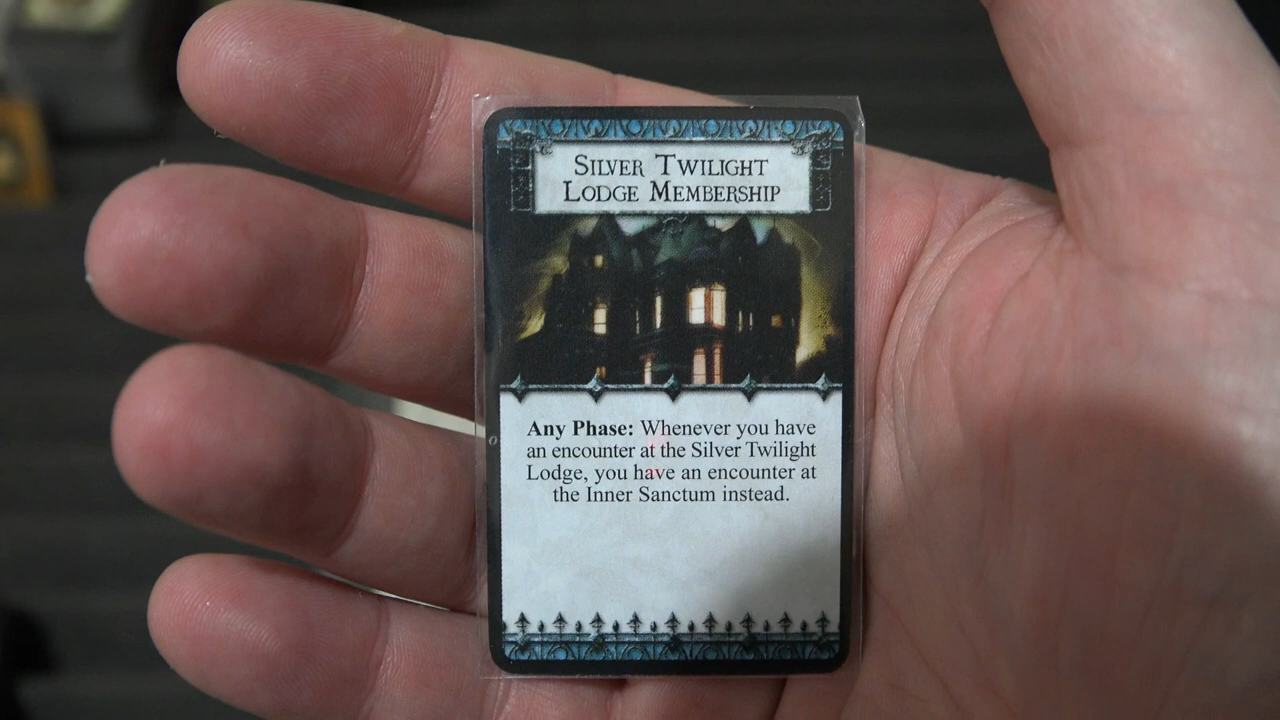 SILVER TWILIGHT
LODGE MEMBERSHIP
Any Phase: Whenever you have
an encounter at the Silver Twilight
Lodge, you have an encounter at
the Inner Sanctum instead.